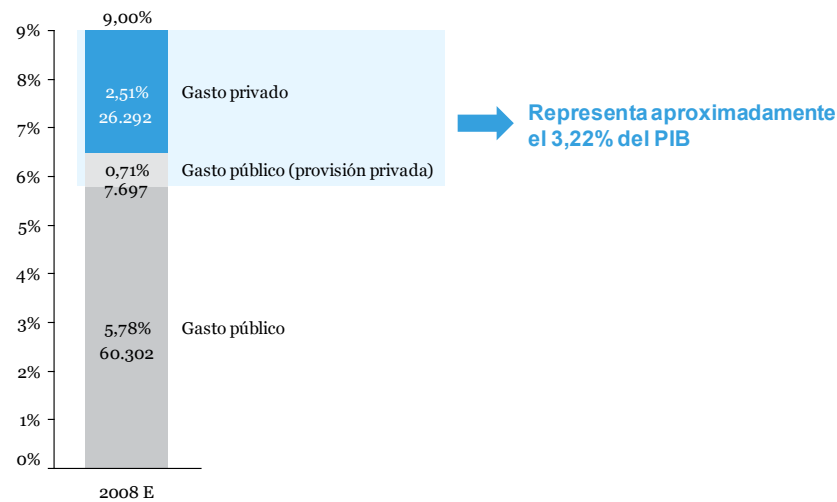 9,00%
9%
8%
7%
6%
5%
4%
3%
2%
1%
0%
2,51%
26.292
Gasto privado
0,71%
7.697
Gasto público (provisión privada)
5,78%
60.302
Gasto público
Representa aproximadamente
el 3,22% del PIB
2008 E